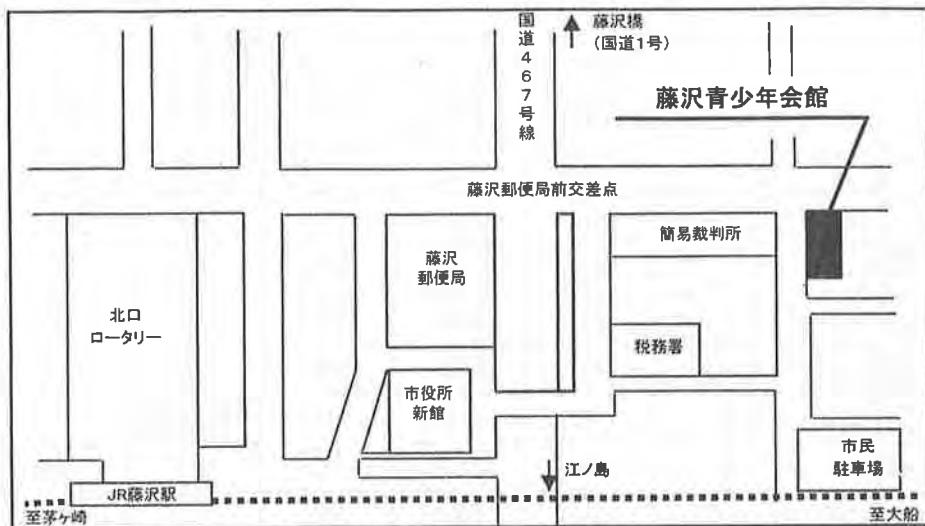 国道467号線
藤沢橋
(国道1号)
藤沢青少年会館
藤沢郵便局前交差点
簡易裁判所
藤沢
郵便局
北口
ロータリー
税務署
市役所
新館
市民
駐車場
江ノ島
JR藤沢駅
至茅ヶ崎
至大船